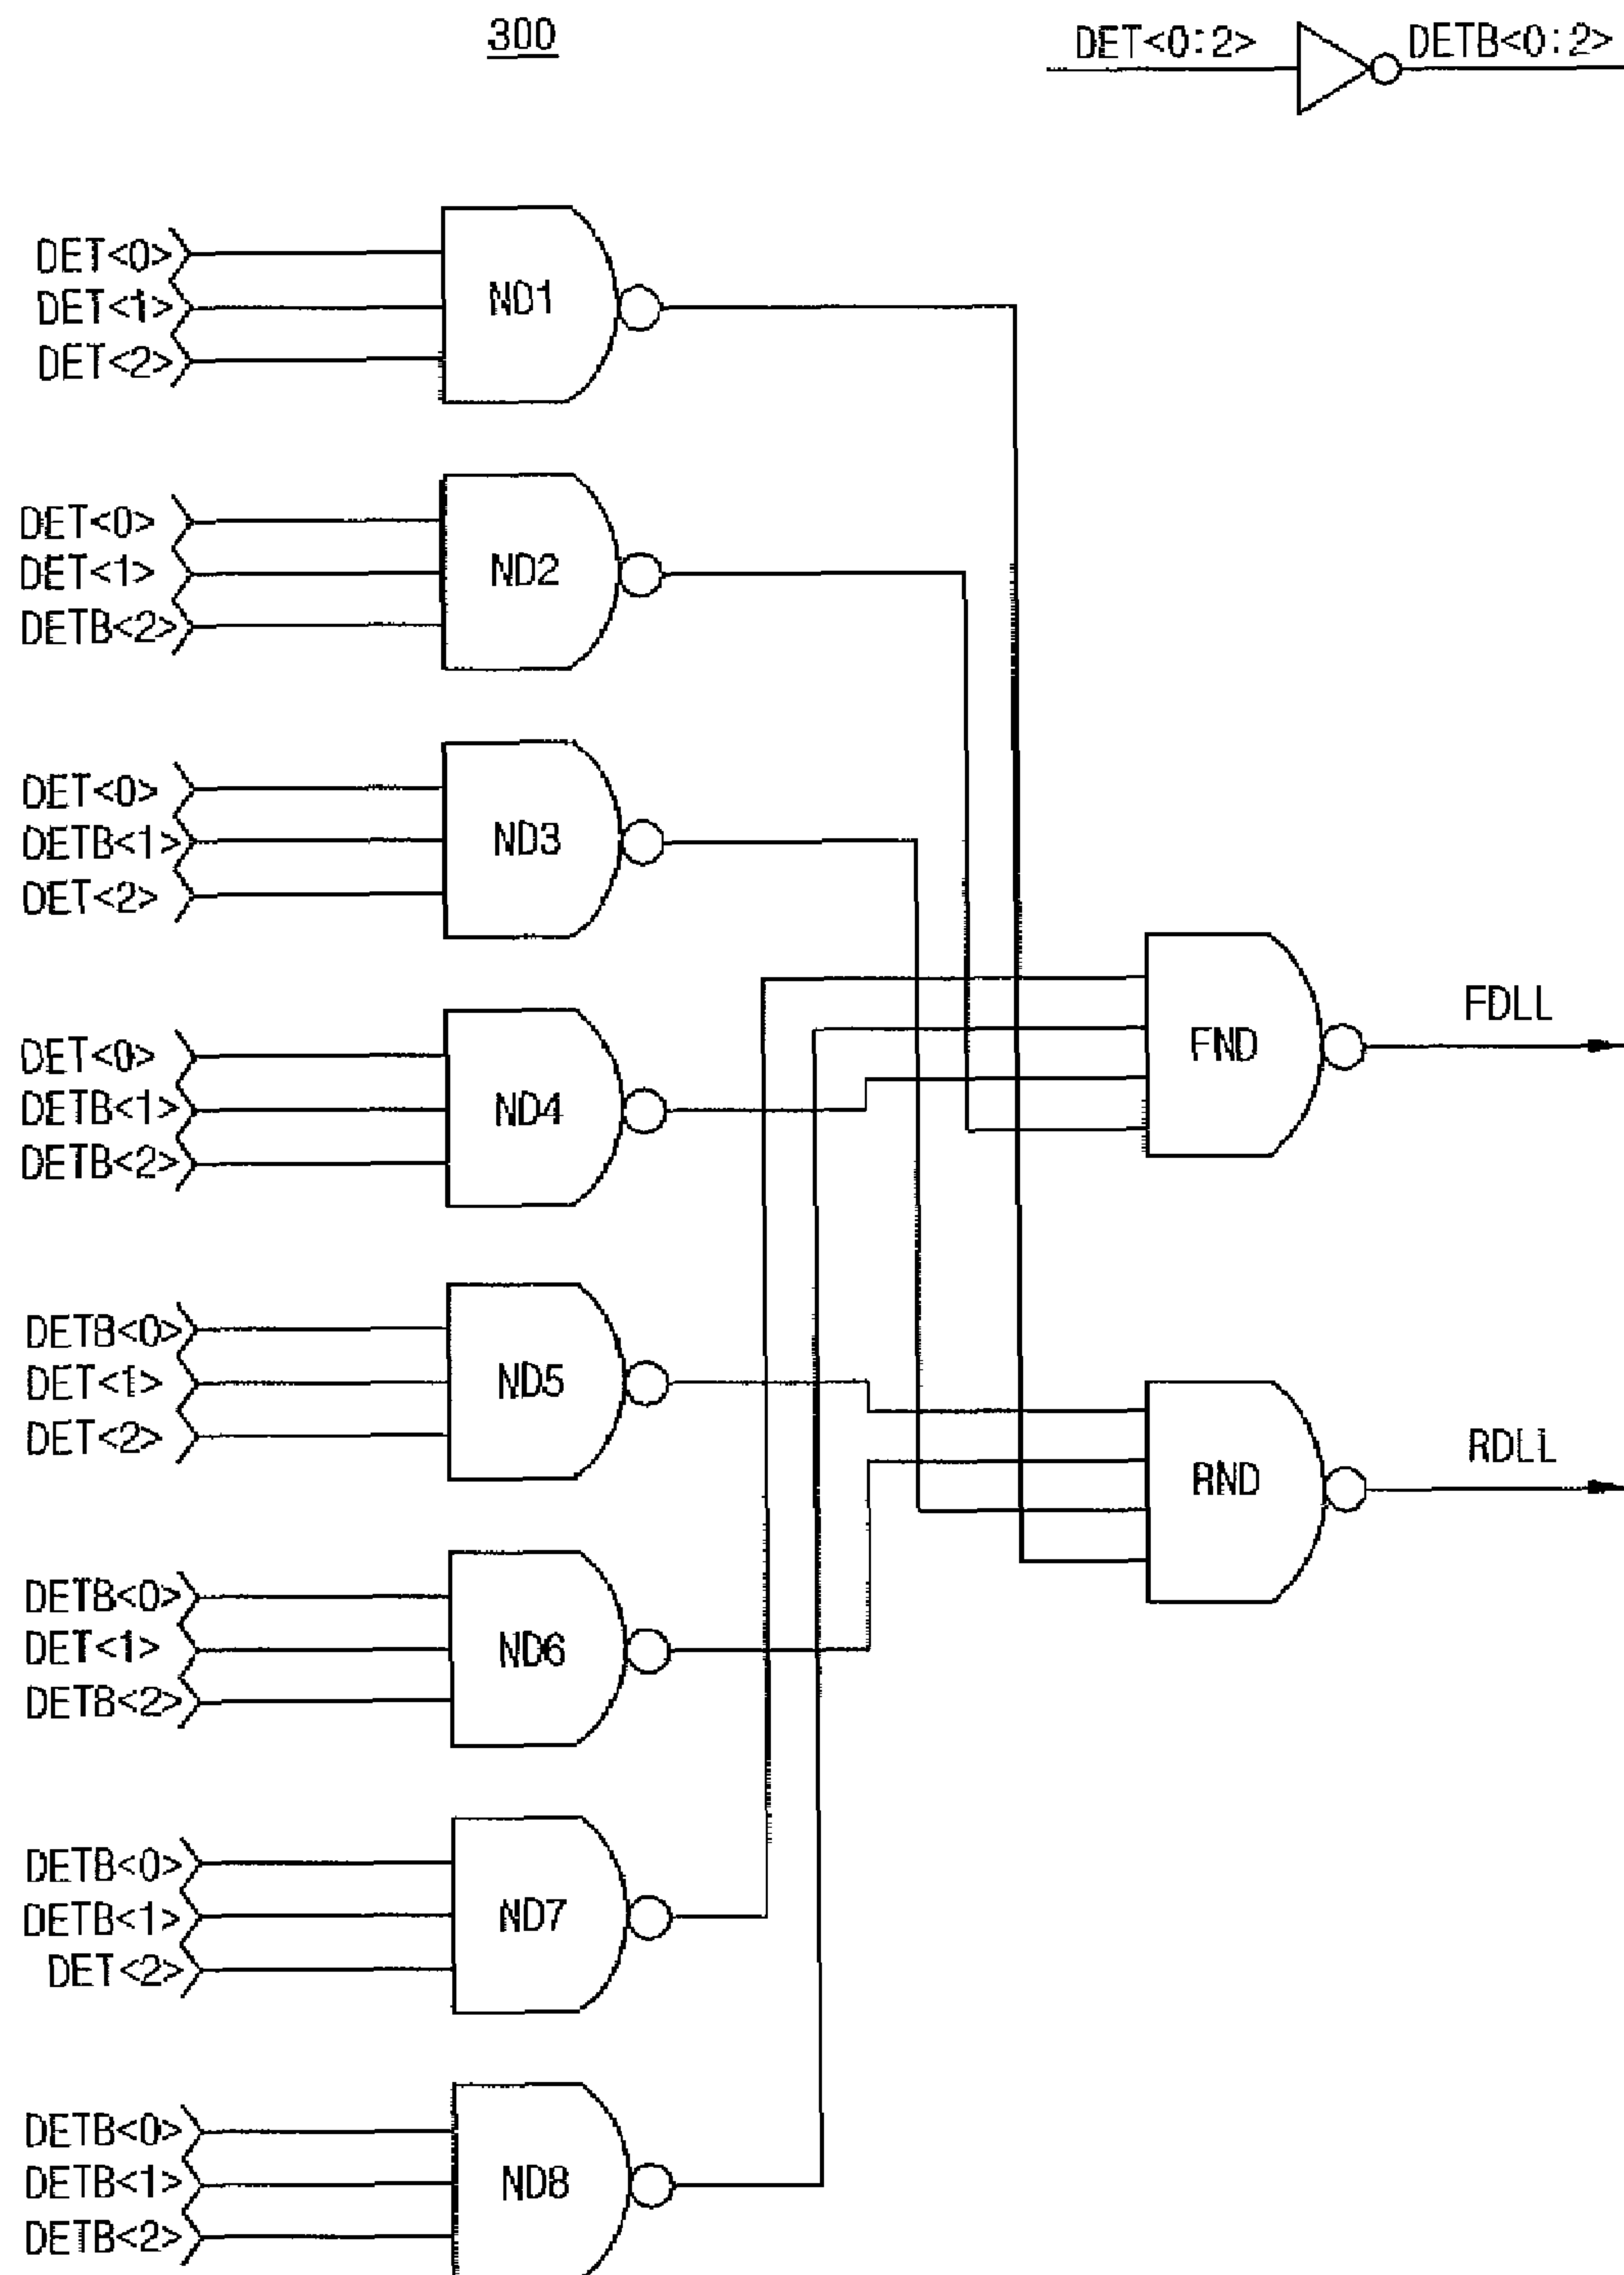 300
DET<0:2>
DETB<0:2>
DET<0>
DET<1>
DET<2>
ND1
DET<0>
DET<1>
DETB<2>
ND2
DET<0>
DETB<1>
DET<2>
ND3
DET<0>
DETB<1>
DETB<2>
ND4
FND
FDLL
DETB<0>
DET<1>
DET<2>
ND5
RND
RDLL
DETB<0>
DET<1>
DETB<2>
ND6
DETB<0>
DETB<1>
DET<2>
ND7
DETB<0>
DETB<1>
DETB<2>
ND8